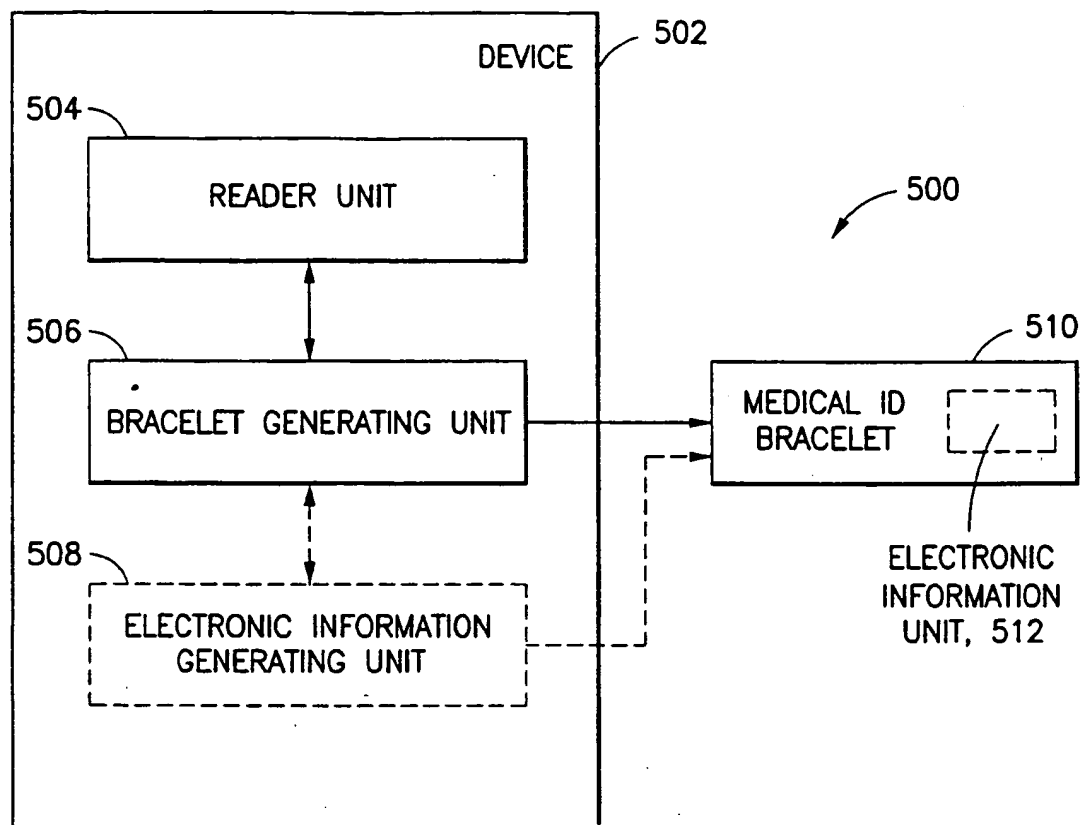 DEVICE
502
504
READER UNIT
500
506
BRACELET GENERATING UNIT
510
MEDICAL ID
BRACELET
508
ELECTRONIC INFORMATION
GENERATING UNIT
ELECTRONIC
INFORMATION
UNIT, 512